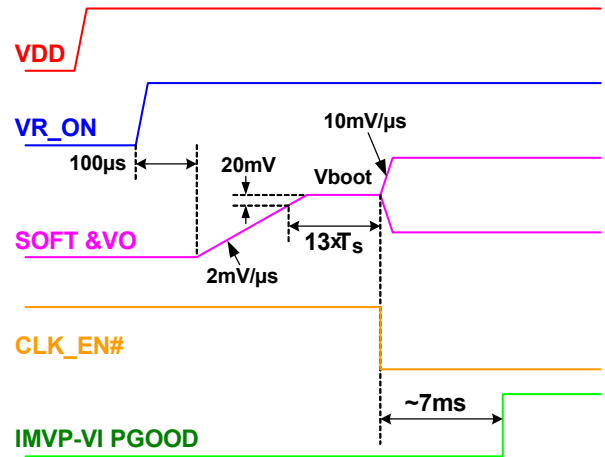 VDD
VR_ON
10mV/µs
100µs
20mV
Vboot
SOFT &VO
13xTs
2mV/µs
CLK_EN#
~7ms
IMVP-VI PGOOD